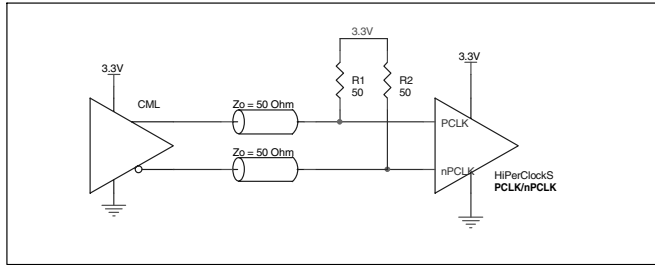 3.3V
3.3V
3.3V
R1
50
R2
50
CML
Zo = 50 Ohm
PCLK
Zo = 50 Ohm
nPCLK
HiPerClockS
PCLK/nPCLK